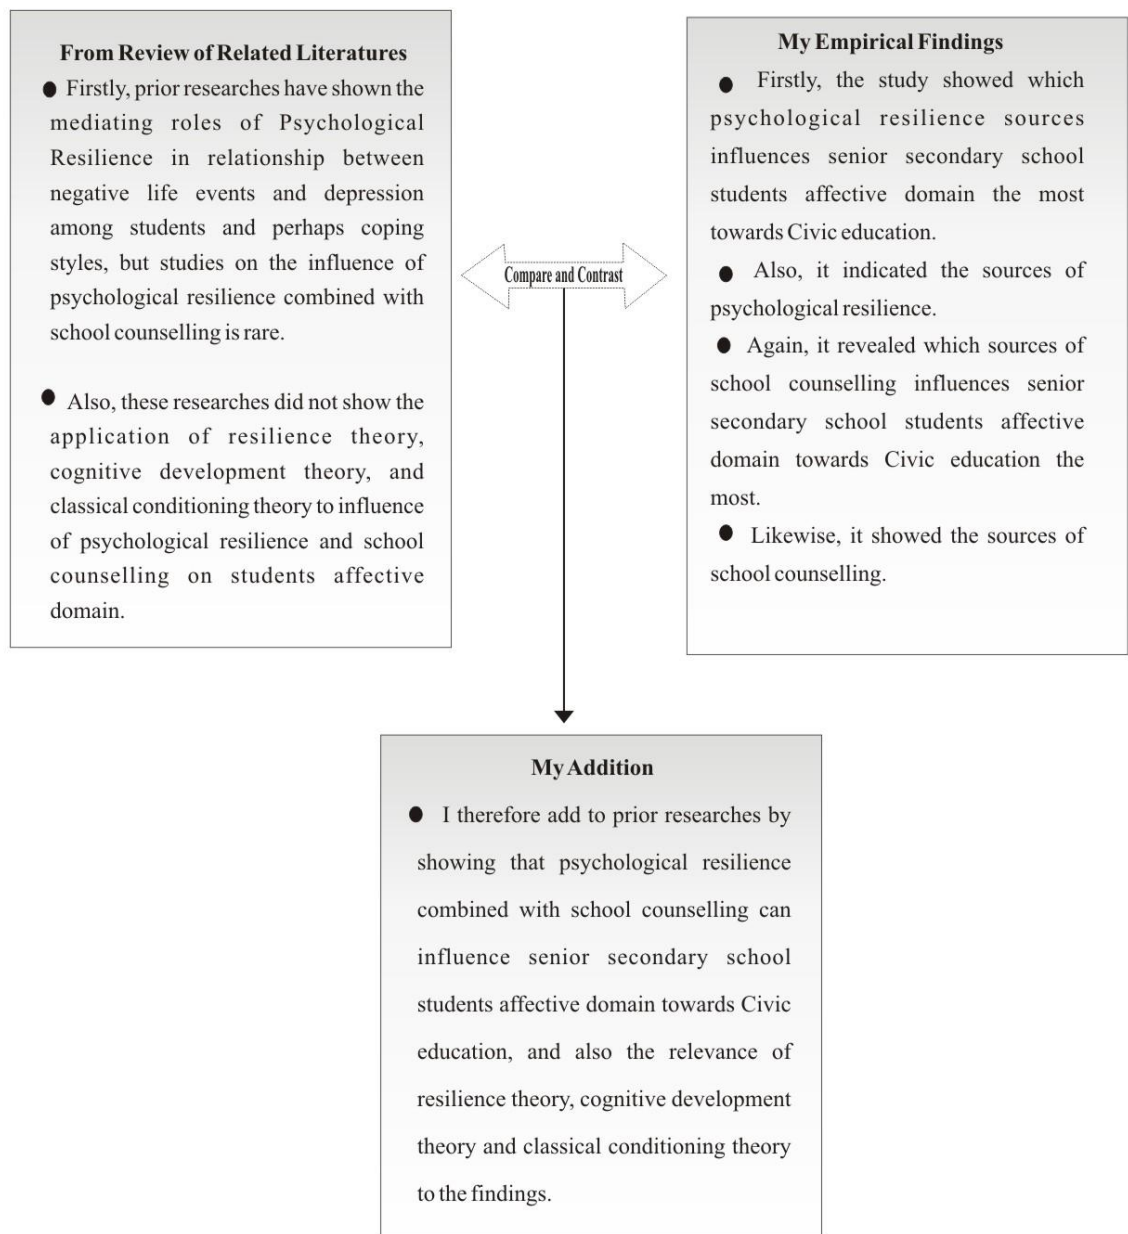 From Review of Related Literatures
● Firstly, prior researches have shown the
mediating roles of Psychological
Resilience in relationship between
negative life events and depression
among students and perhaps coping
styles, but studies on the influence of
psychological resilience combined with
school counselling is rare.
● Also, these researches did not show the
application of resilience theory,
cognitive development theory, and
classical conditioning theory to influence
of psychological resilience and school
counselling on students affective
domain.
Compare and Contrast
My Empirical Findings
● Firstly, the study showed which
psychological resilience sources
influences senior secondary school
students affective domain the most
towards Civic education.
● Also, it indicated the sources of
psychological resilience.
● Again, it revealed which sources of
school counselling influences senior
secondary school students affective
domain towards Civic education the
most.
● Likewise, it showed the sources of
school counselling.
My Addition
● I therefore add to prior researches by
showing that psychological resilience
combined with school counselling can
influence senior secondary school
students affective domain towards Civic
education, and also the relevance of
resilience theory, cognitive development
theory and classical conditioning theory
to the findings.